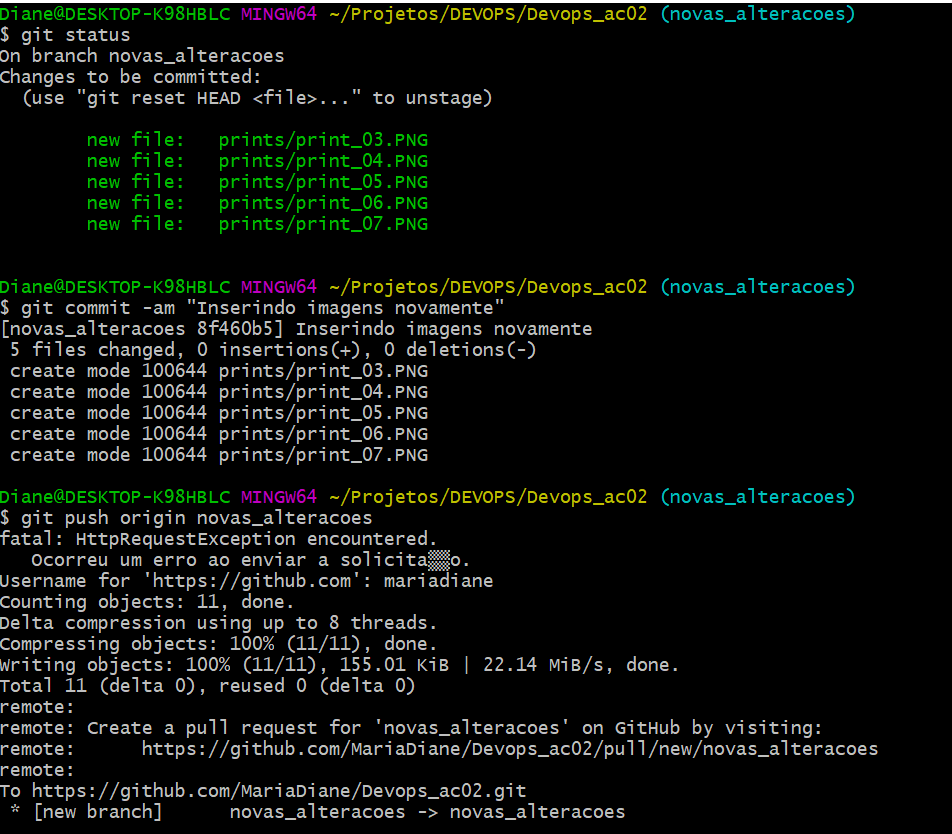 Diane@DESKTOP-K98HBLC MINGW64 ~/Projetos/DEVOPS/Devops_ac02 (novas_alteracoes)
$ git status
On branch novas_alteracoes
Changes to be committed:
  (use "git reset HEAD <file>..." to unstage)

        new file:   prints/print_03.PNG
        new file:   prints/print_04.PNG
        new file:   prints/print_05.PNG
        new file:   prints/print_06.PNG
        new file:   prints/print_07.PNG

Diane@DESKTOP-K98HBLC MINGW64 ~/Projetos/DEVOPS/Devops_ac02 (novas_alteracoes)
$ git commit -am "Inserindo imagens novamente"
[novas_alteracoes 8f460b5] Inserindo imagens novamente
 5 files changed, 0 insertions(+), 0 deletions(-)
 create mode 100644 prints/print_03.PNG
 create mode 100644 prints/print_04.PNG
 create mode 100644 prints/print_05.PNG
 create mode 100644 prints/print_06.PNG
 create mode 100644 prints/print_07.PNG

Diane@DESKTOP-K98HBLC MINGW64 ~/Projetos/DEVOPS/Devops_ac02 (novas_alteracoes)
$ git push origin novas_alteracoes
fatal: HttpRequestException encountered.
   Ocorreu um erro ao enviar a solicita▒▒o.
Username for 'https://github.com': mariadiane
Counting objects: 11, done.
Delta compression using up to 8 threads.
Compressing objects: 100% (11/11), done.
Writing objects: 100% (11/11), 155.01 KiB | 22.14 MiB/s, done.
Total 11 (delta 0), reused 0 (delta 0)
remote:
remote: Create a pull request for 'novas_alteracoes' on GitHub by visiting:
remote:      https://github.com/MariaDiane/Devops_ac02/pull/new/novas_alteracoes
remote:
To https://github.com/MariaDiane/Devops_ac02.git
 * [new branch]      novas_alteracoes -> novas_alteracoes